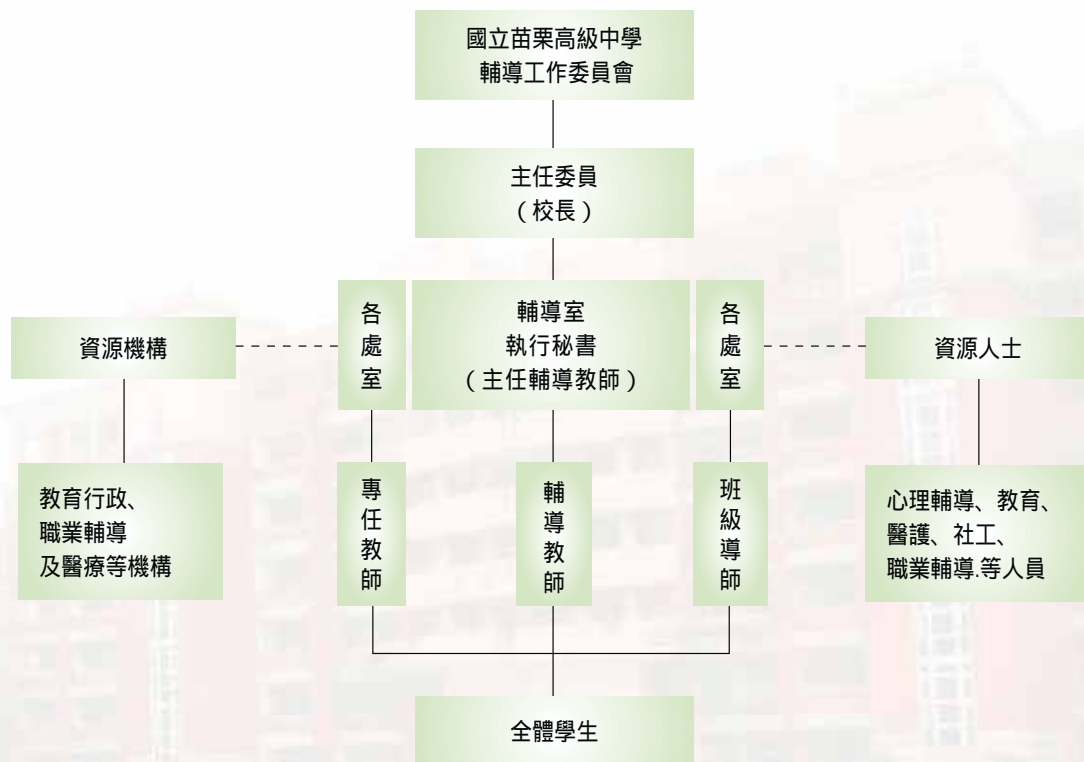 國立苗栗高級中學
輔導工作委員會
主任委員
（校長）
資源機構
各處室
輔導室
執行秘書
（主任輔導教師）
各處室
資源人士
教育行政、
職業輔導
及醫療等機構
專任教師
輔導教師
班級導師
心理輔導、教育、
醫護、社工、
職業輔導.等人員
全體學生